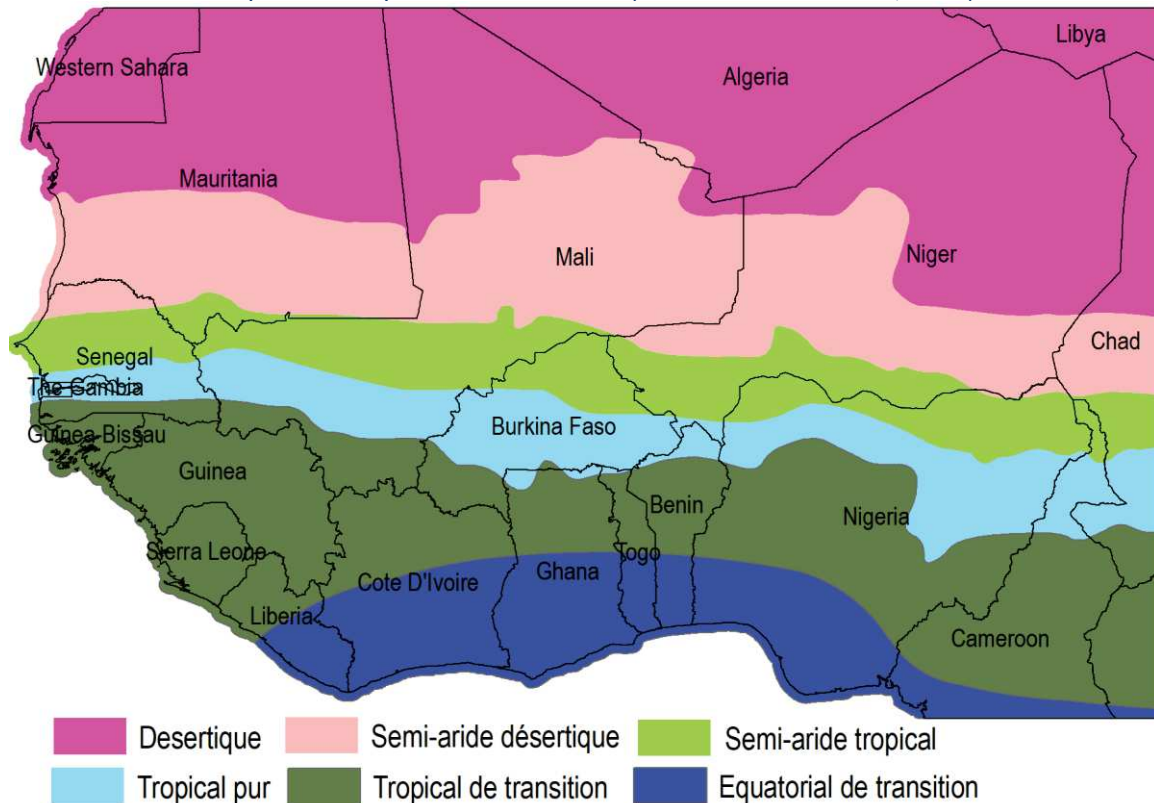 Western Sahara
Libya
Algeria
Mauritania
Mali
Niger
Chad
Senegal
The Gambia
Guinea Bissau
Burkina Faso
Guinea
Benin
Nigeria
Sierra Leone
Togo
Ghana
Cote D'Ivoire
Liberia
Cameroon
Desertique
Semi-aride désertique
Semi-aride tropical
Tropical pur
Tropical de transition
Equatorial de transition